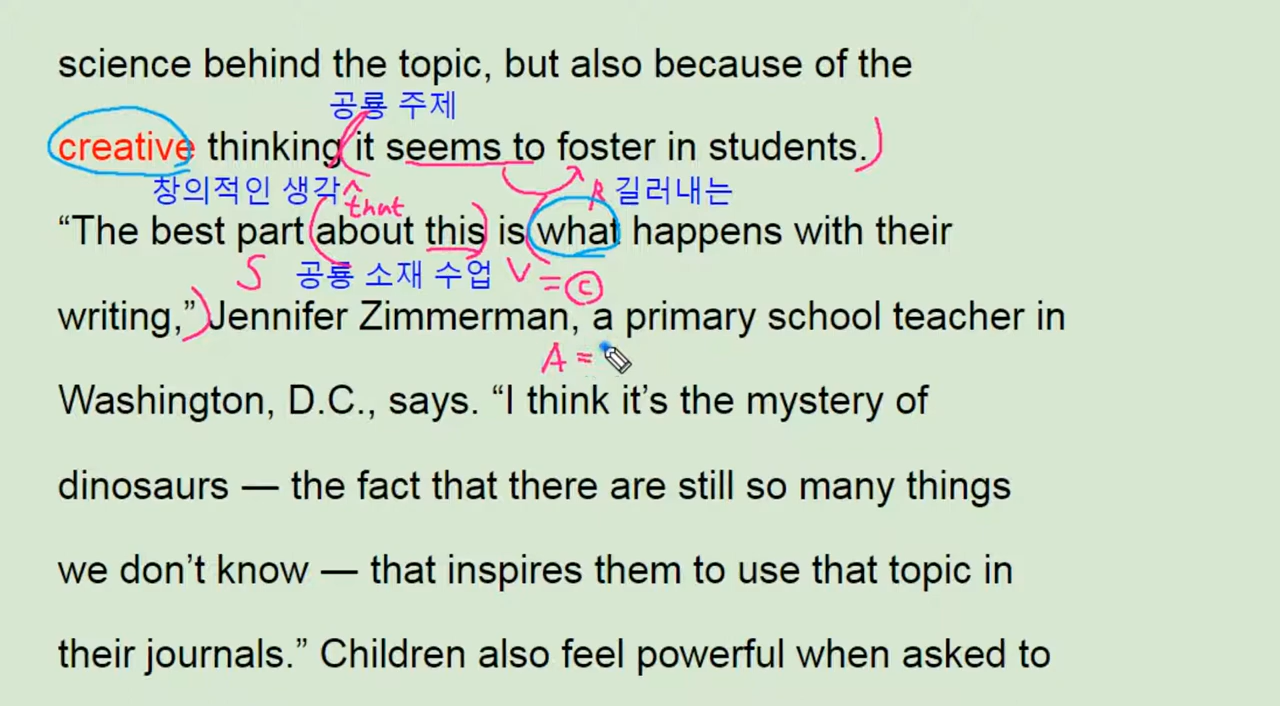 science behind the topic, but also because of the
공룡 주제
creative thinking it seems to foster in students.
창의적인 생각 that 길러내는
“The best part about this is what happens with their
S 공룡 소재 수업 V = C
writing,” Jennifer Zimmerman, a primary school teacher in
A =
Washington, D.C., says. “I think it’s the mystery of
dinosaurs — the fact that there are still so many things
we don’t know — that inspires them to use that topic in
their journals.” Children also feel powerful when asked to